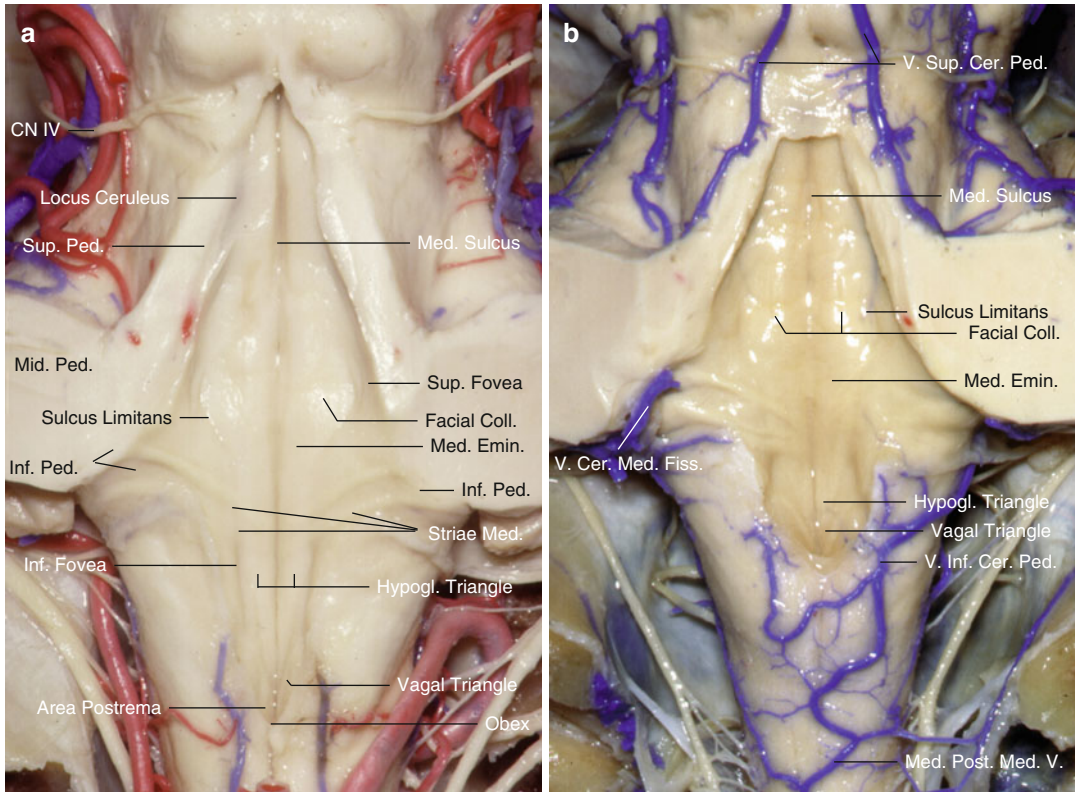 a
CN IV
Locus Ceruleus
Sup. Ped.
Med. Sulcus
Mid. Ped.
Sup. Fovea
Sulcus Limitans
Facial Coll.
Med. Emin.
Inf. Ped.
Inf. Ped.
Striae Med.
Inf. Fovea
Hypogl. Triangle
Vagal Triangle
Area Postrema
Obex
b
V. Sup. Cer. Ped.
Med. Sulcus
Sulcus Limitans
Facial Coll.
Med. Emin.
V. Cer. Med. Fiss.
Hypogl. Triangle
Vagal Triangle
V. Inf. Cer. Ped.
Med. Post. Med. V.